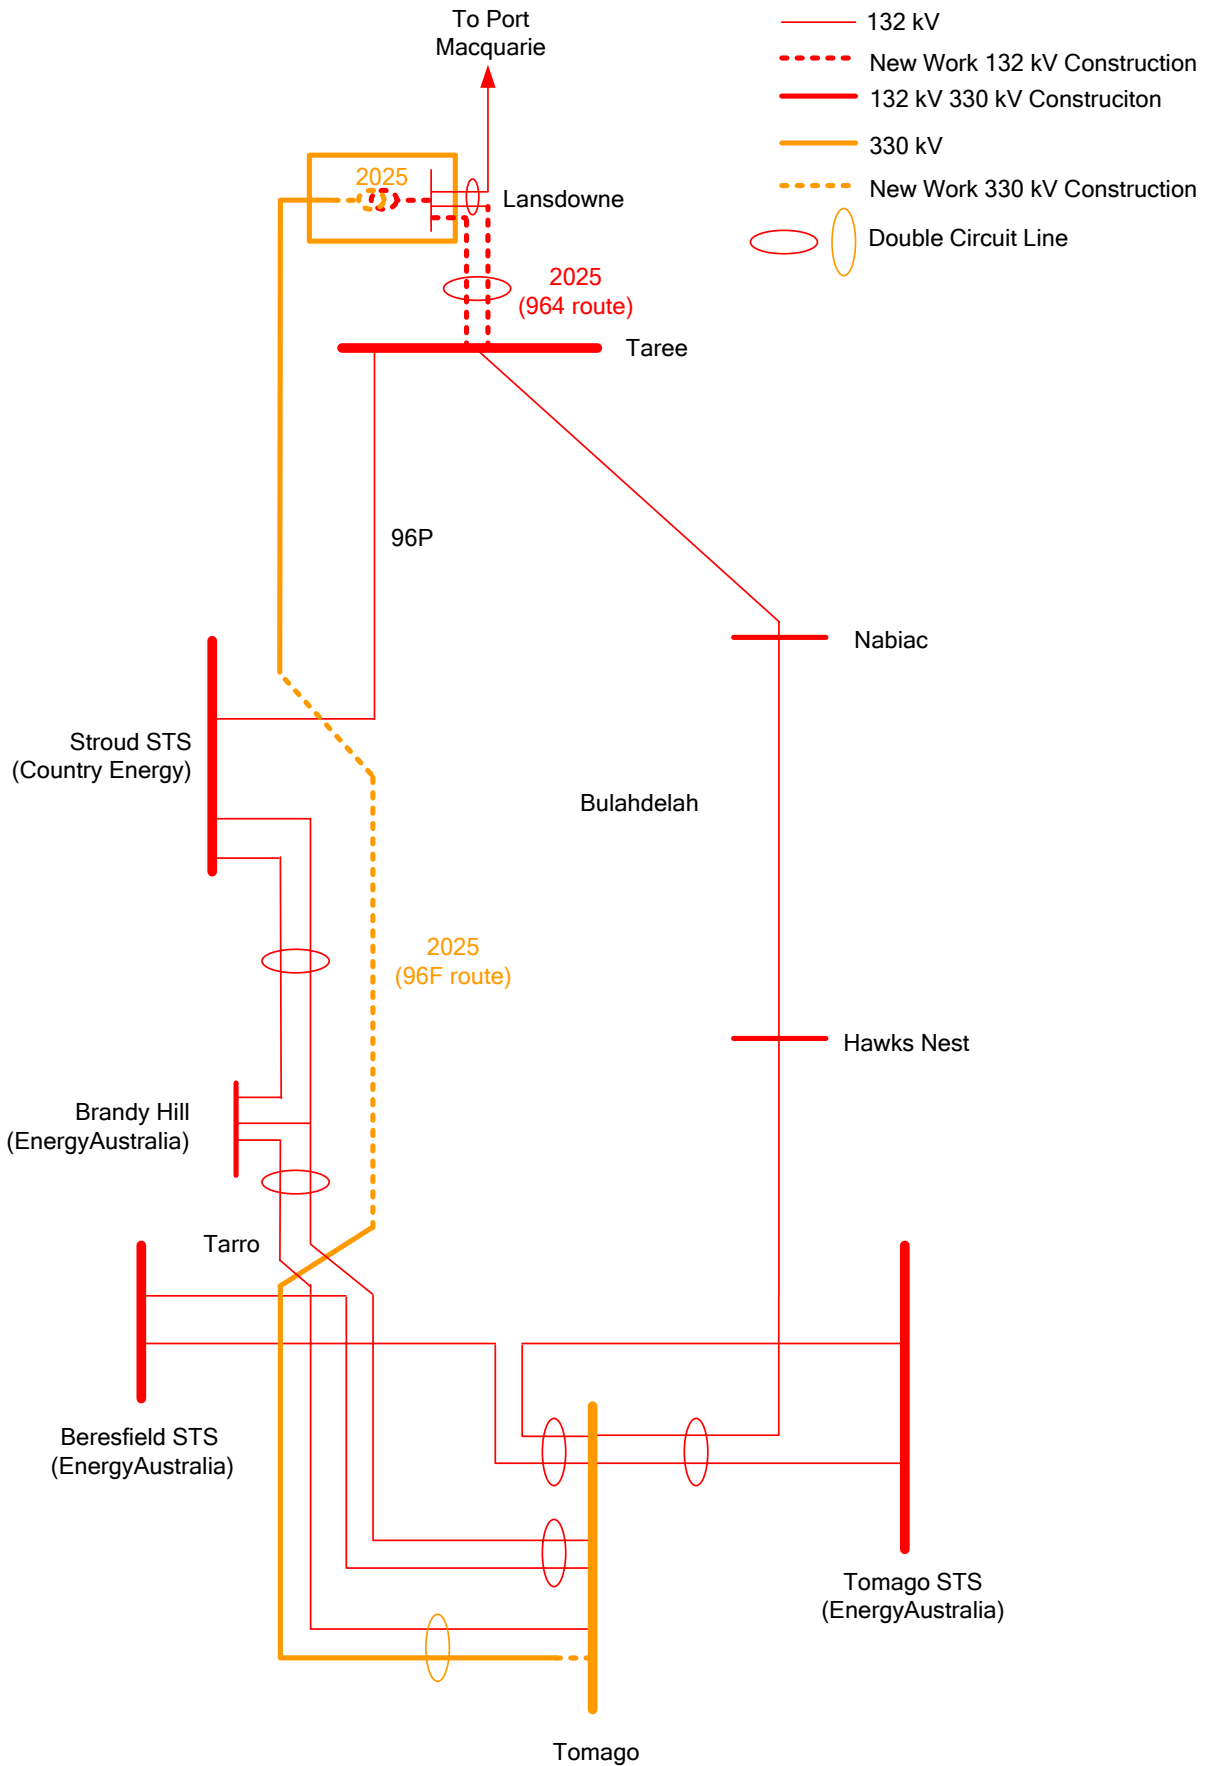 To Port
Macquarie
132 kV
New Work 132 kV Construction
132 kV 330 kV Construciton
330 kV
New Work 330 kV Construction
Double Circuit Line
2025
Lansdowne
2025
(964 route)
Taree
96P
Nabiac
Stroud STS
(Country Energy)
Bulahdelah
2025
(96F route)
Hawks Nest
Brandy Hill
(EnergyAustralia)
Tarro
Beresfield STS
(EnergyAustralia)
Tomago STS
(EnergyAustralia)
Tomago